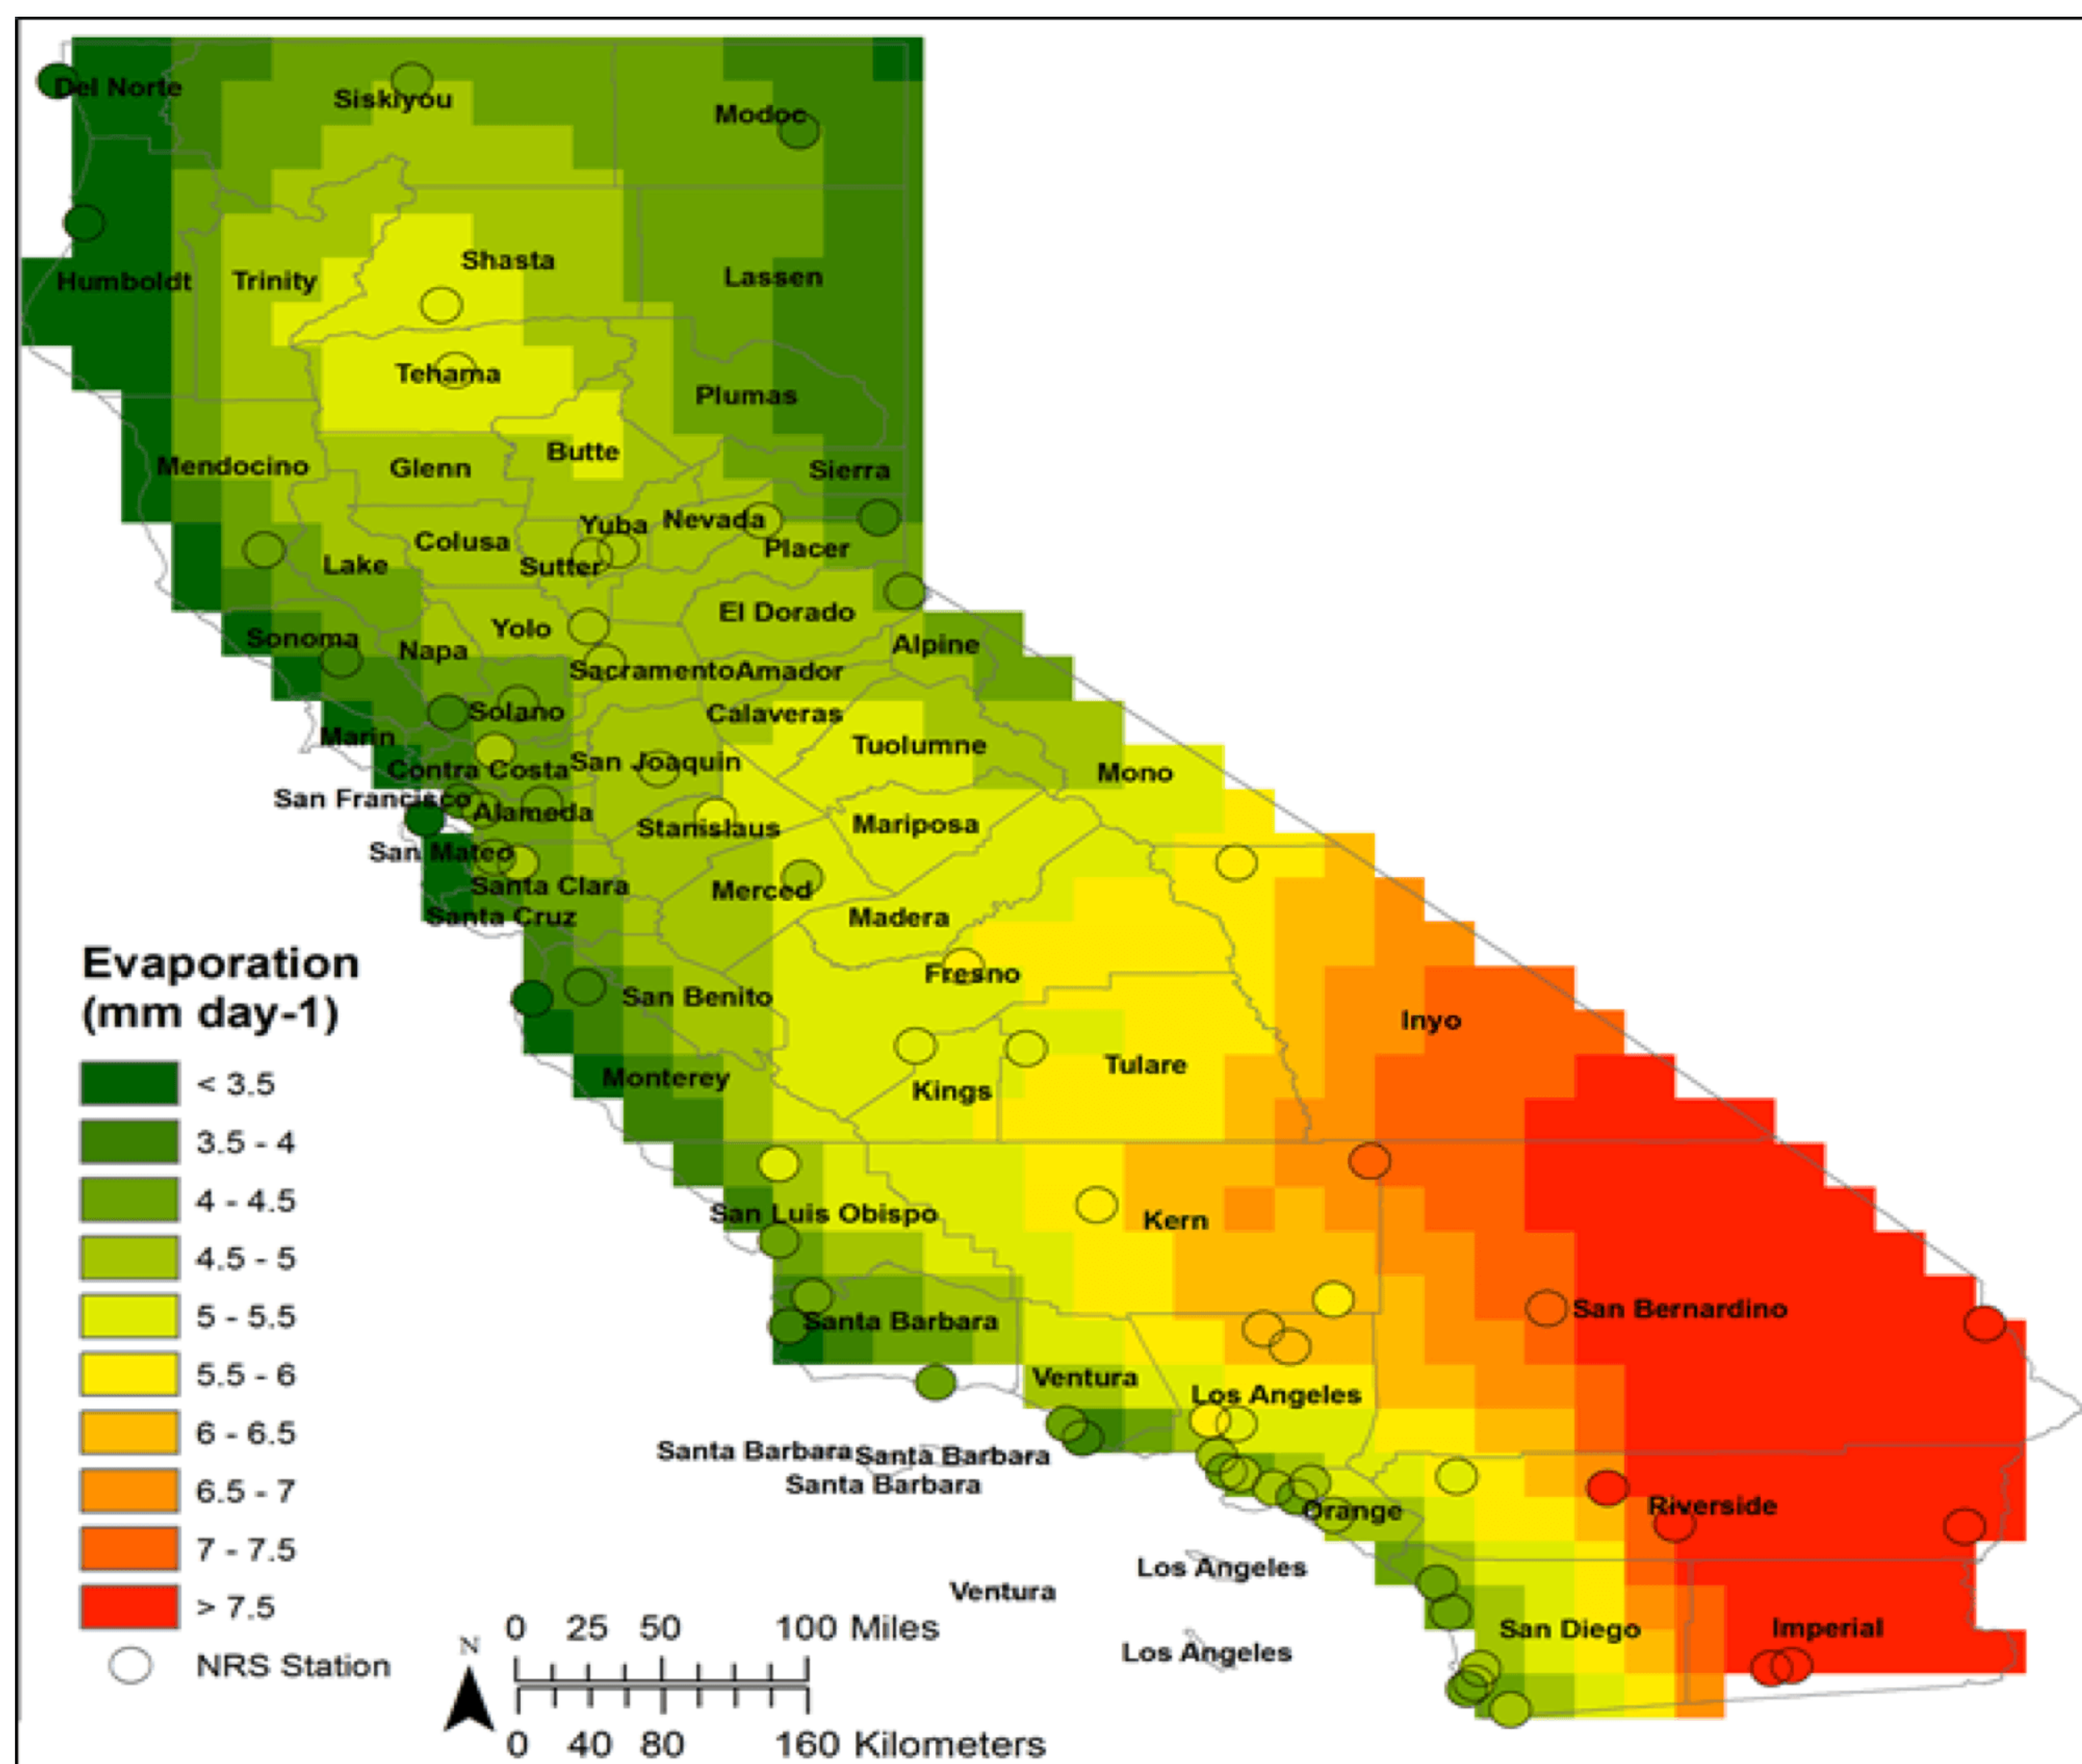 Del Norte
Siskiyou
Modoc
Shasta
Humboldt
Trinity
Lassen
Tehama
Plumas
Butte
Mendocino
Glenn
Sierra
Yuba
Nevada
Colusa
Placer
Lake
Sutter
El Dorado
Yolo
Sonoma
Napa
Alpine
Sacramento
Amador
Solano
Calaveras
Marin
Tuolumne
Contra Costa
San Joaquin
Mono
San Francisco
Alameda
Stanislaus
Mariposa
San Mateo
Santa Clara
Merced
Santa Cruz
Madera
Fresno
San Benito
Inyo
Monterey
Tulare
Kings
San Luis Obispo
Kern
Santa Barbara
San Bernardino
Ventura
Los Angeles
Santa Barbara
Santa Barbara
Santa Barbara
Orange
Riverside
Los Angeles
Ventura
San Diego
Imperial
Los Angeles
Evaporation
(mm day-1)
< 3.5
3.5 - 4
4 - 4.5
4.5 - 5
5 - 5.5
5.5 - 6
6 - 6.5
6.5 - 7
7 - 7.5
> 7.5
NRS Station
N
0 25 50 100 Miles
0 40 80 160 Kilometers